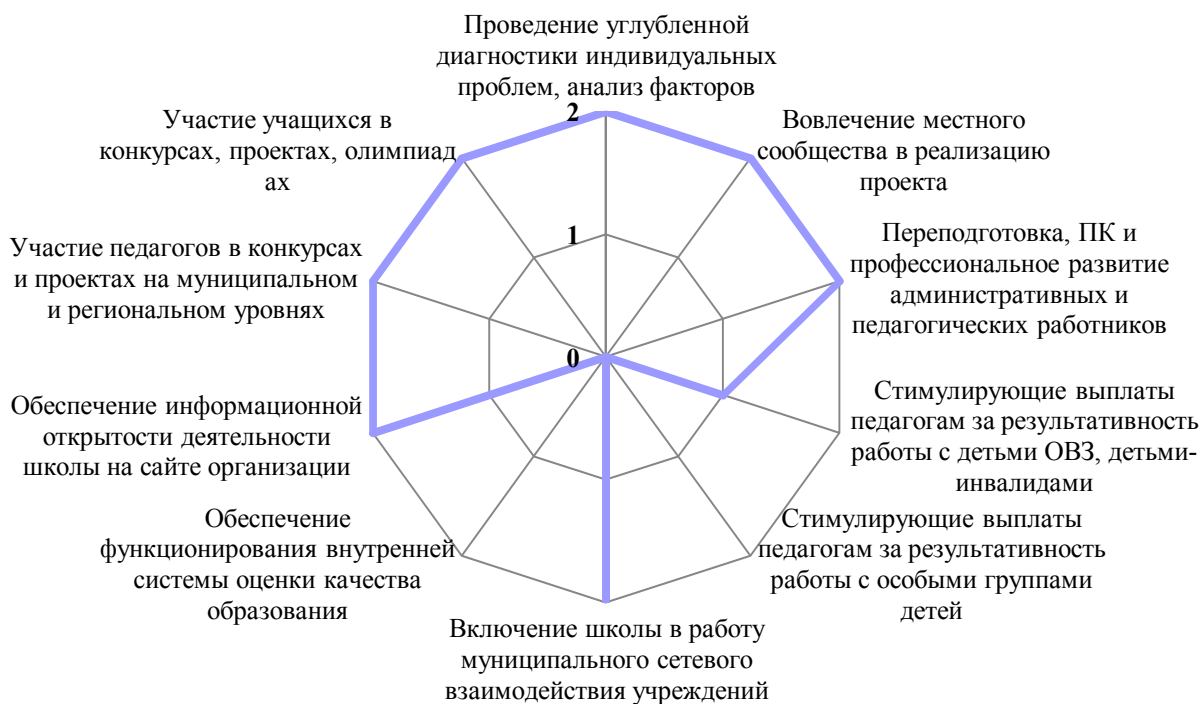 Проведение углубленной
диагностики индивидуальных
проблем, анализ факторов
Вовлечение местного
сообщества в реализацию
проекта
Переподготовка, ПК и
профессиональное развитие
административных и
педагогических работников
Стимулирующие выплаты
педагогам за результативность
работы с детьми ОВЗ, детьми-
инвалидами
Стимулирующие выплаты
педагогам за результативность
работы с особыми группами
детей
Включение школы в работу
муниципального сетевого
взаимодействия учреждений
Обеспечение
функционирования внутренней
системы оценки качества
образования
Обеспечение информационной
открытости деятельности
школы на сайте организации
Участие педагогов в конкурсах
и проектах на муниципальном
и региональном уровнях
Участие учащихся в
конкурсах, проектах, олимпиад
ах
2
1
0